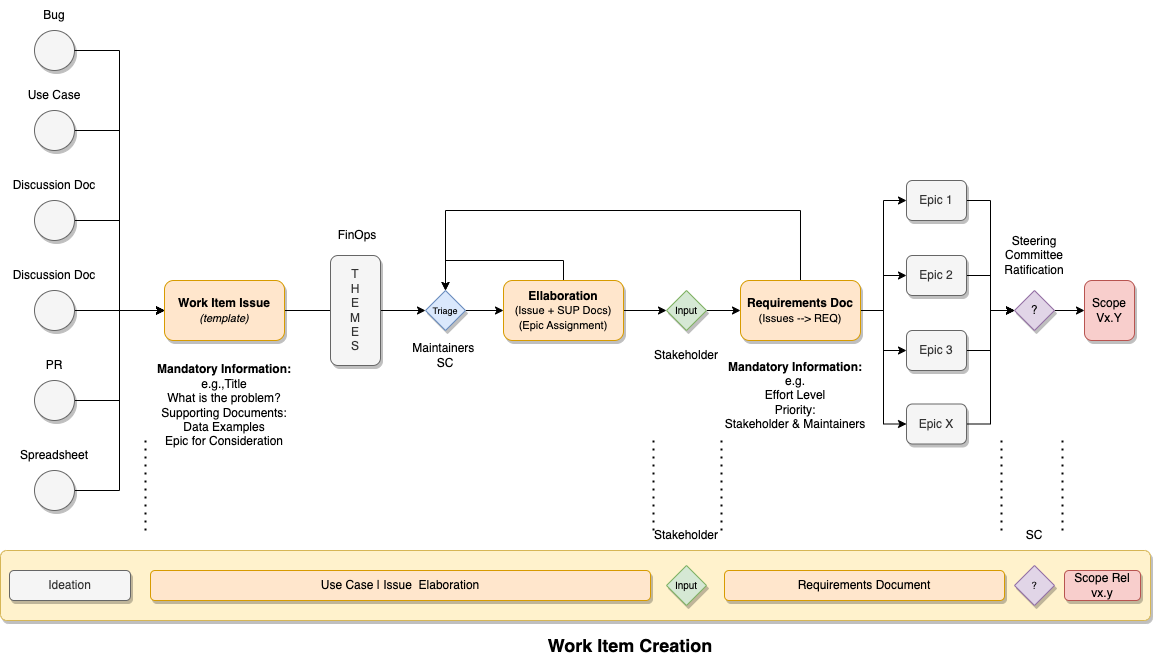 Bug
Use Case
Discussion Doc
Discussion Doc
PR
Spreadsheet
Work Item Issue
(template)
Mandatory Information:
e.g.,Title
What is the problem?
Supporting Documents:
Data Examples
Epic for Consideration
FinOps
T
H
E
M
E
S
Triage
Maintainers
SC
Ellaboration
(Issue + SUP Docs)
(Epic Assignment)
Input
Stakeholder
Requirements Doc
(Issues --> REQ)
Mandatory Information:
e.g.
Effort Level
Priority:
Stakeholder & Maintainers
Epic 1
Epic 2
Epic 3
Epic X
Steering
Committee
Ratification
?
Scope
Vx.Y
Stakeholder
SC
Ideation
Use Case | Issue Elaboration
Input
Requirements Document
?
Scope Rel
vx.y
Work Item Creation